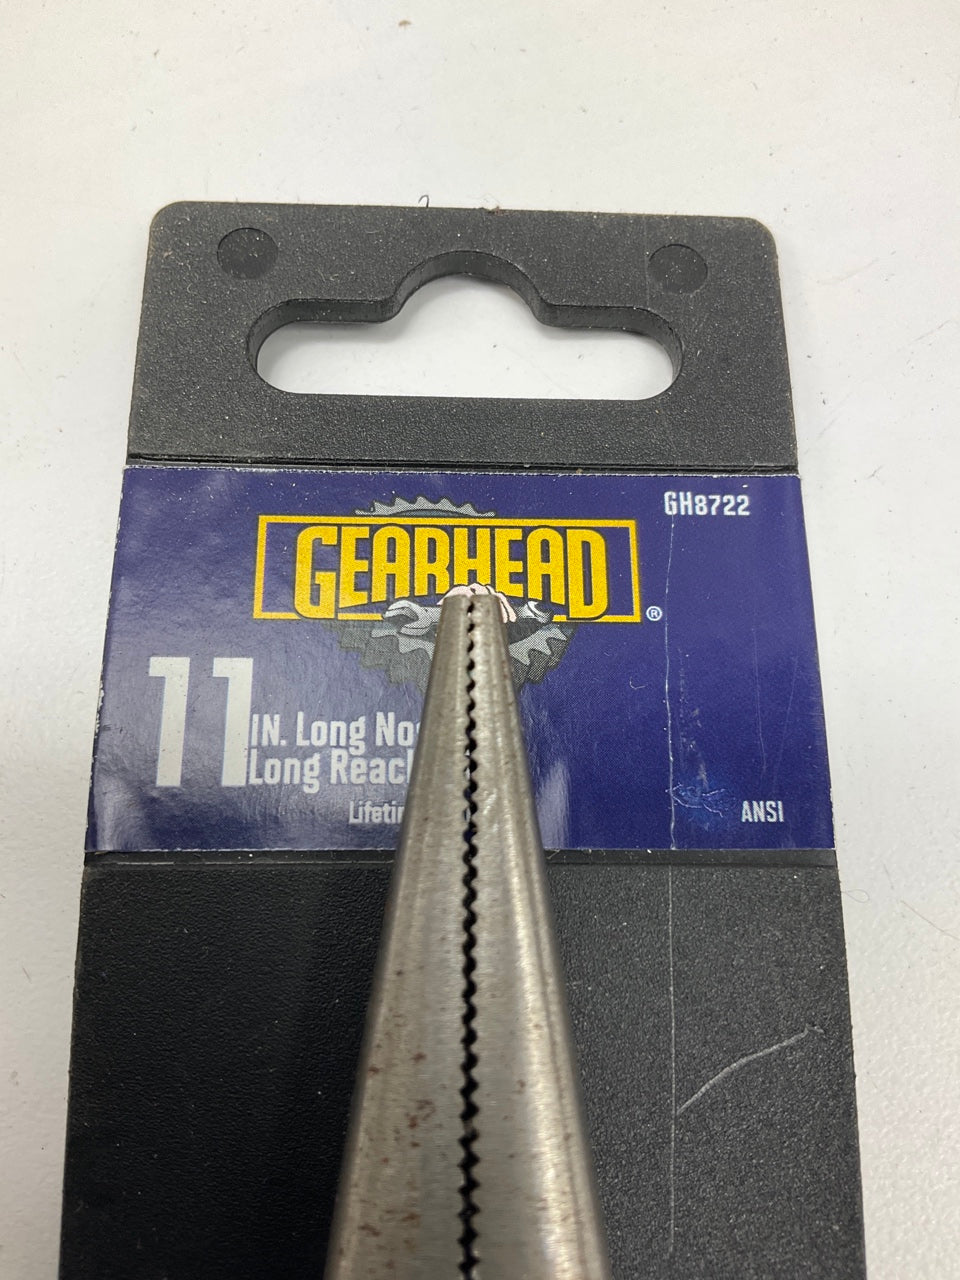 GH8722
GEARHEAD®
11 IN. Long
Long
ANSI